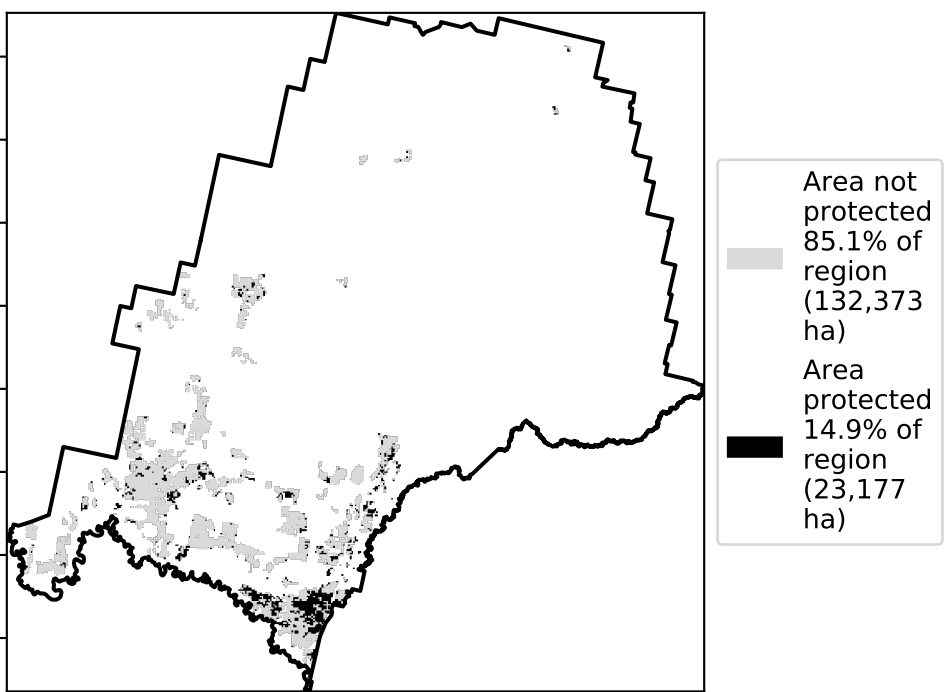 Area not
protected
85.1% of
region
(132,373
ha)
Area
protected
14.9% of
region
(23,177
ha)